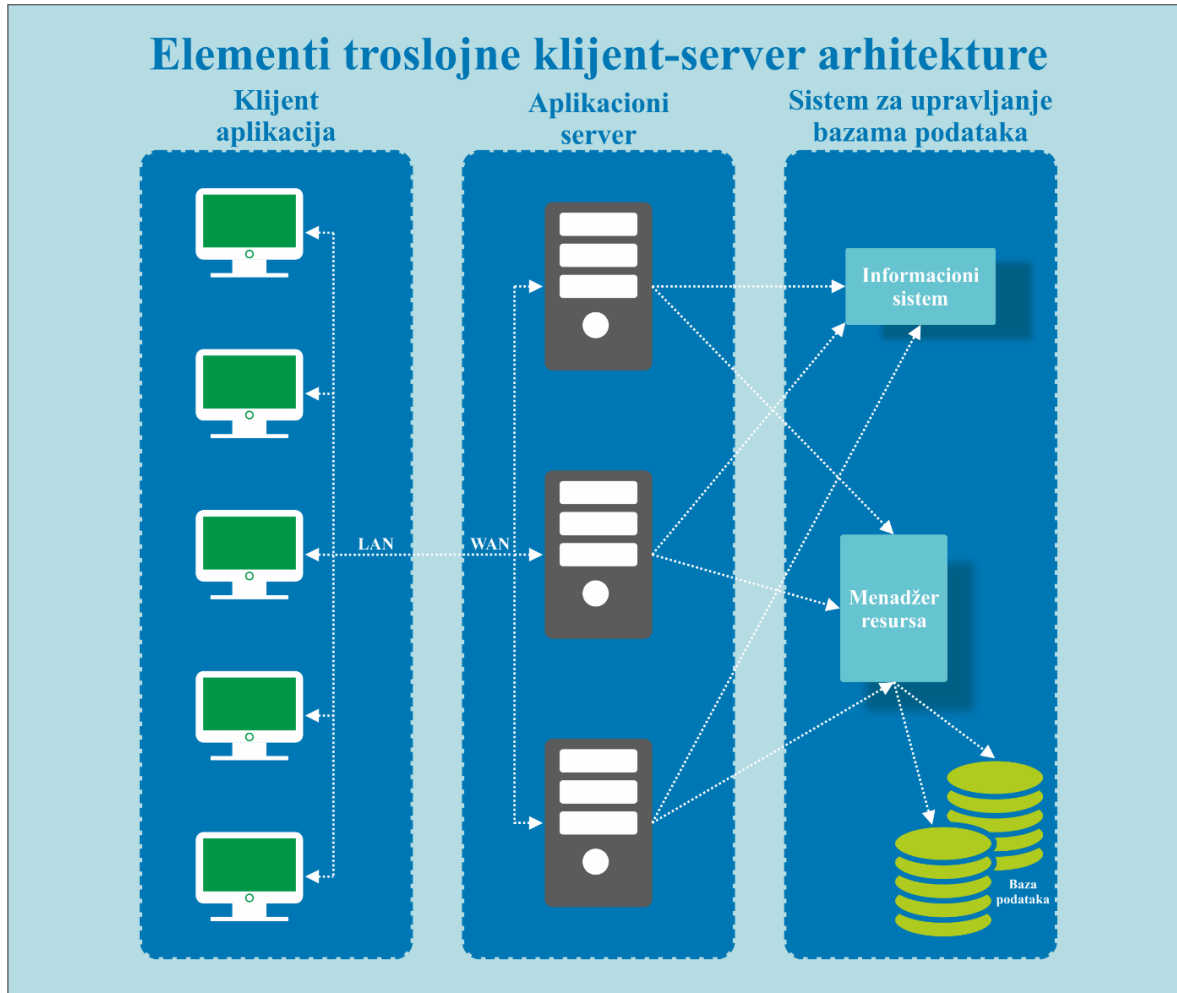 Elementi troslojne klijent-server arhitekture
Klijent
aplikacija
Aplikacioni
server
Sistem za upravljanje
bazama podataka
Informacioni
sistem
LAN
WAN
Menadžer
resursa
Baza
podataka